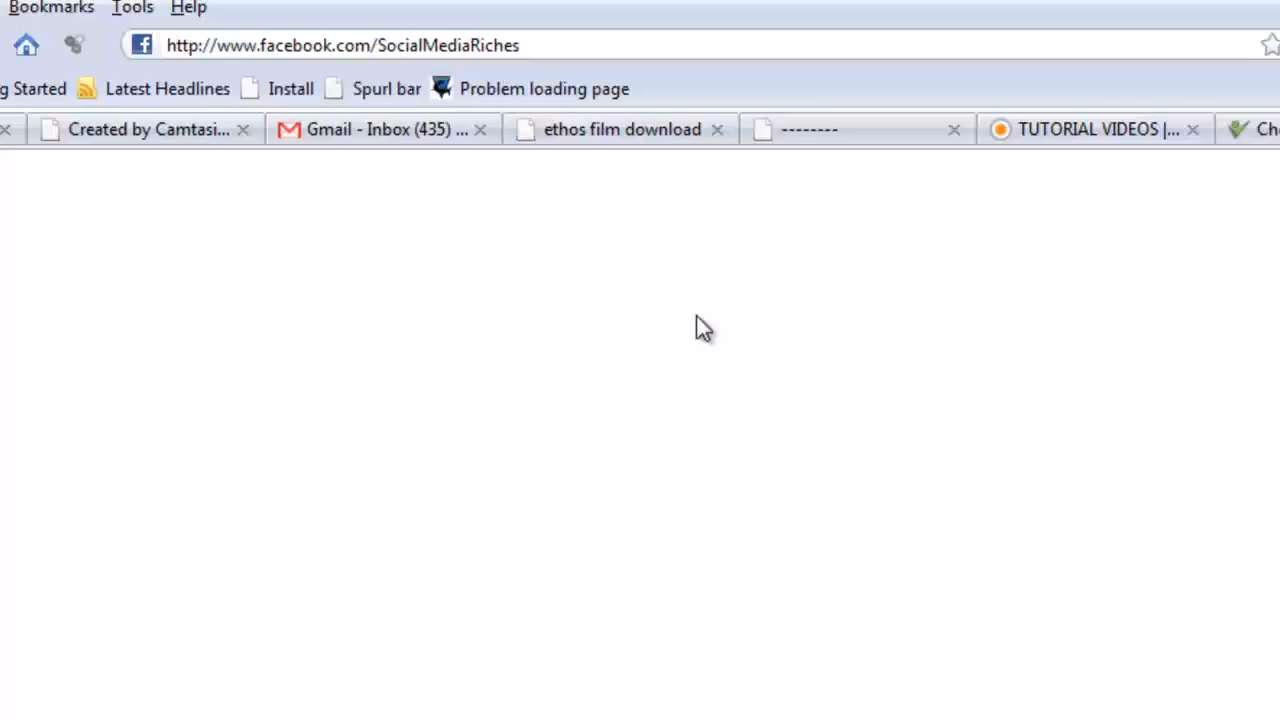 Bookmarks Tools Help
http://www.facebook.com/SocialMediaRiches
g Started Latest Headlines Install Spurl bar Problem loading page
Created by Camtasi... Gmail - Inbox (435) ... ethos film download -------- TUTORIAL VIDEOS |... Ch